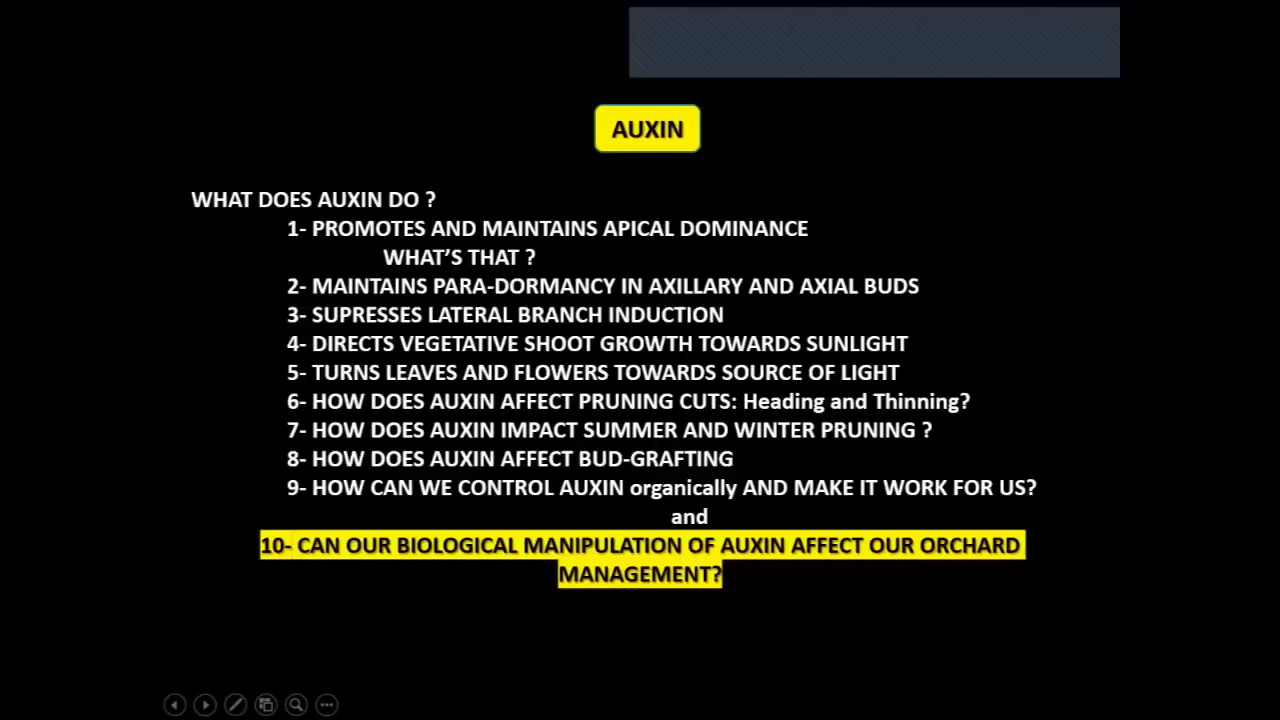 AUXIN
WHAT DOES AUXIN DO ?
1- PROMOTES AND MAINTAINS APICAL DOMINANCE
WHAT'S THAT ?
2- MAINTAINS PARA-DORMANCY IN AXILLARY AND AXIAL BUDS
3- SUPRESSES LATERAL BRANCH INDUCTION
4- DIRECTS VEGETATIVE SHOOT GROWTH TOWARDS SUNLIGHT
5- TURNS LEAVES AND FLOWERS TOWARDS SOURCE OF LIGHT
6- HOW DOES AUXIN AFFECT PRUNING CUTS: Heading and Thinning?
7- HOW DOES AUXIN IMPACT SUMMER AND WINTER PRUNING ?
8- HOW DOES AUXIN AFFECT BUD-GRAFTING
9- HOW CAN WE CONTROL AUXIN organically AND MAKE IT WORK FOR US?
and
10- CAN OUR BIOLOGICAL MANIPULATION OF AUXIN AFFECT OUR ORCHARD
MANAGEMENT?